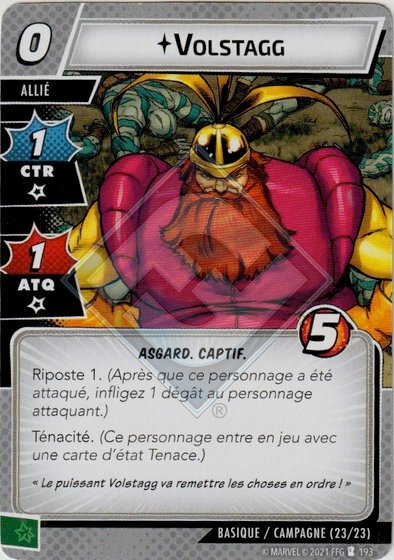 0
Volstagg
ALLIÉ
1
CTR
1
ATQ
5
ASGARD. CAPTIF.
Riposte 1. (Après que ce personnage a été
attaqué, infligez 1 dégât au personnage
attaquant.)
Ténacité. (Ce personnage entre en jeu avec
une carte d'état Tenace.)
« Le puissant Volstagg va remettre les choses en ordre ! »
BASIQUE / CAMPAGNE (23/23)
© MARVEL © 2021 FFG 193
®